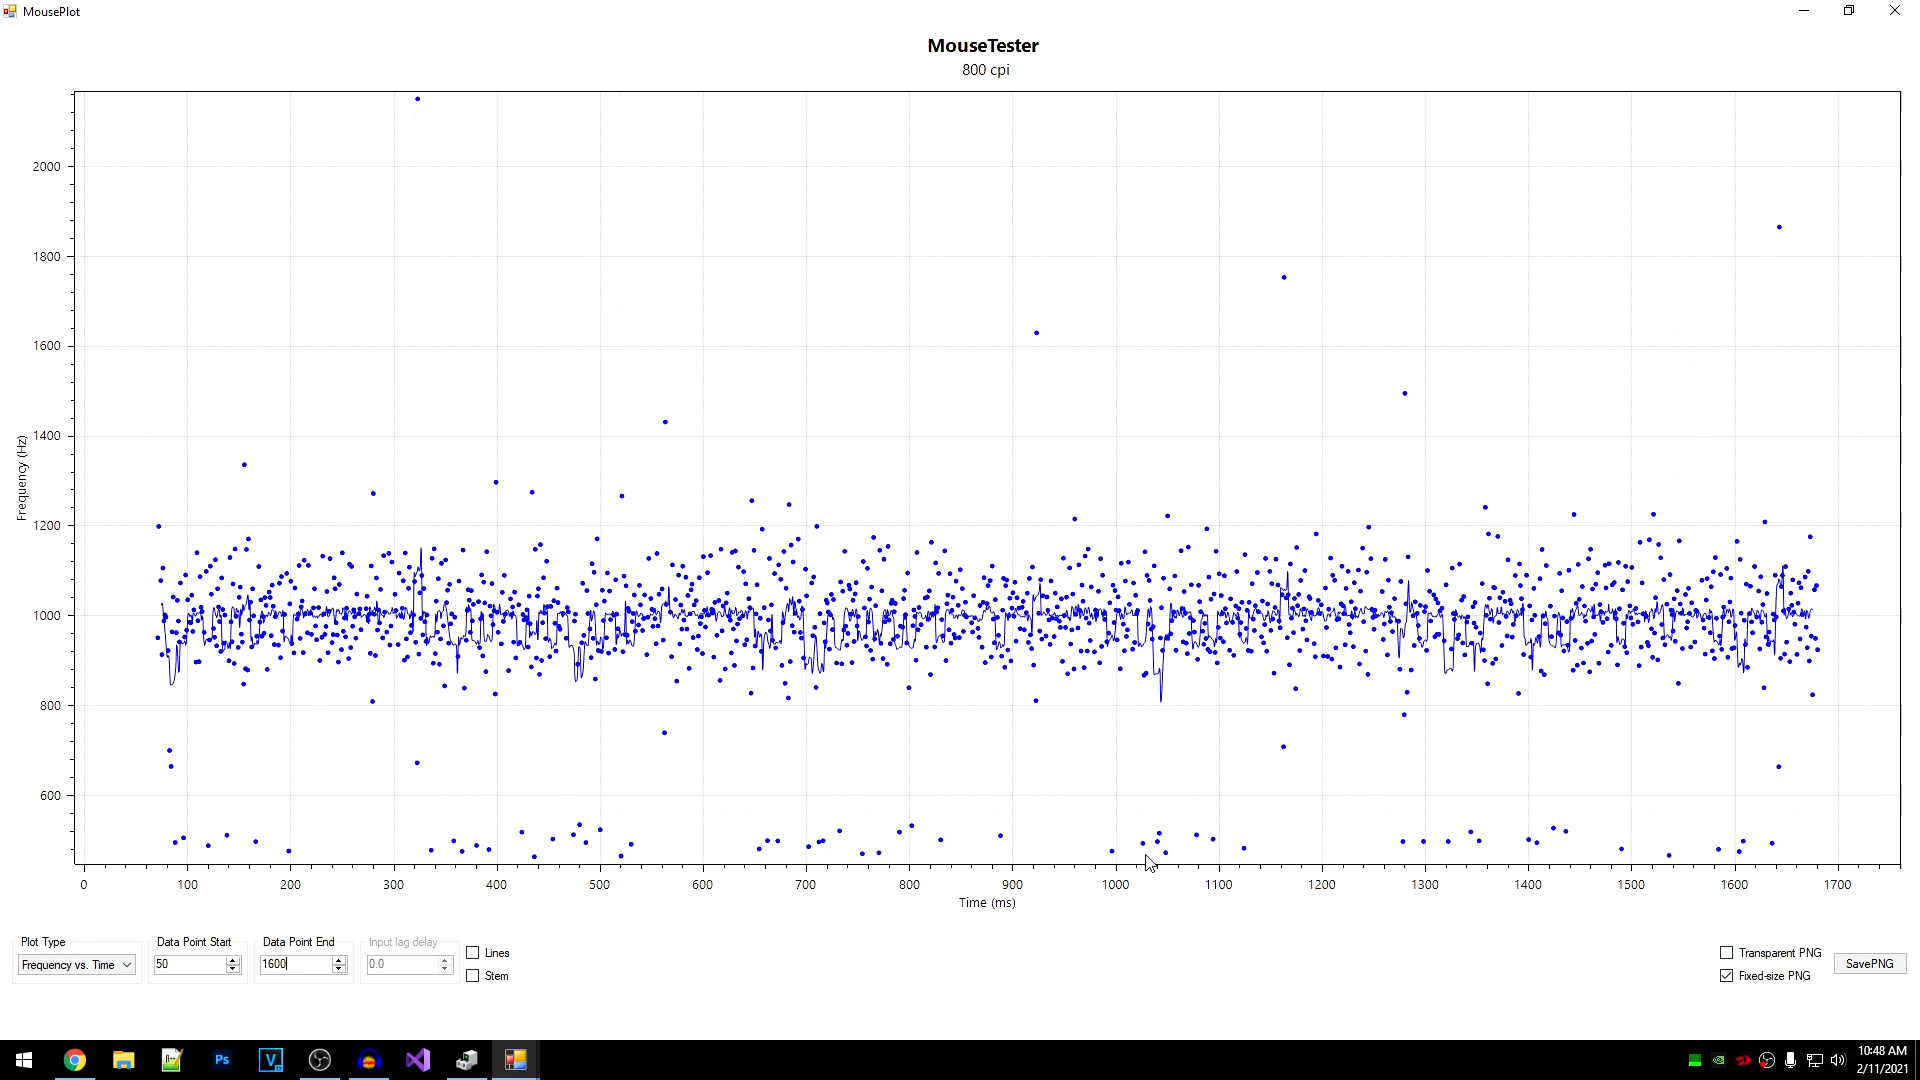 MousePlot
MouseTester
800 cpi
2000
1800
1600
1400
1200
1000
800
600
Frequency (Hz)
0 100 200 300 400 500 600 700 800 900 1000 1100 1200 1300 1400 1500 1600 1700
Time (ms)
Plot Type Data Point Start Data Point End Input lag delay
Frequency vs. Time 50 1600 0.0
Lines
Stem
Transparent PNG
Fixed-size PNG
SavePNG
Ps
V
10:48 AM
2/11/2021